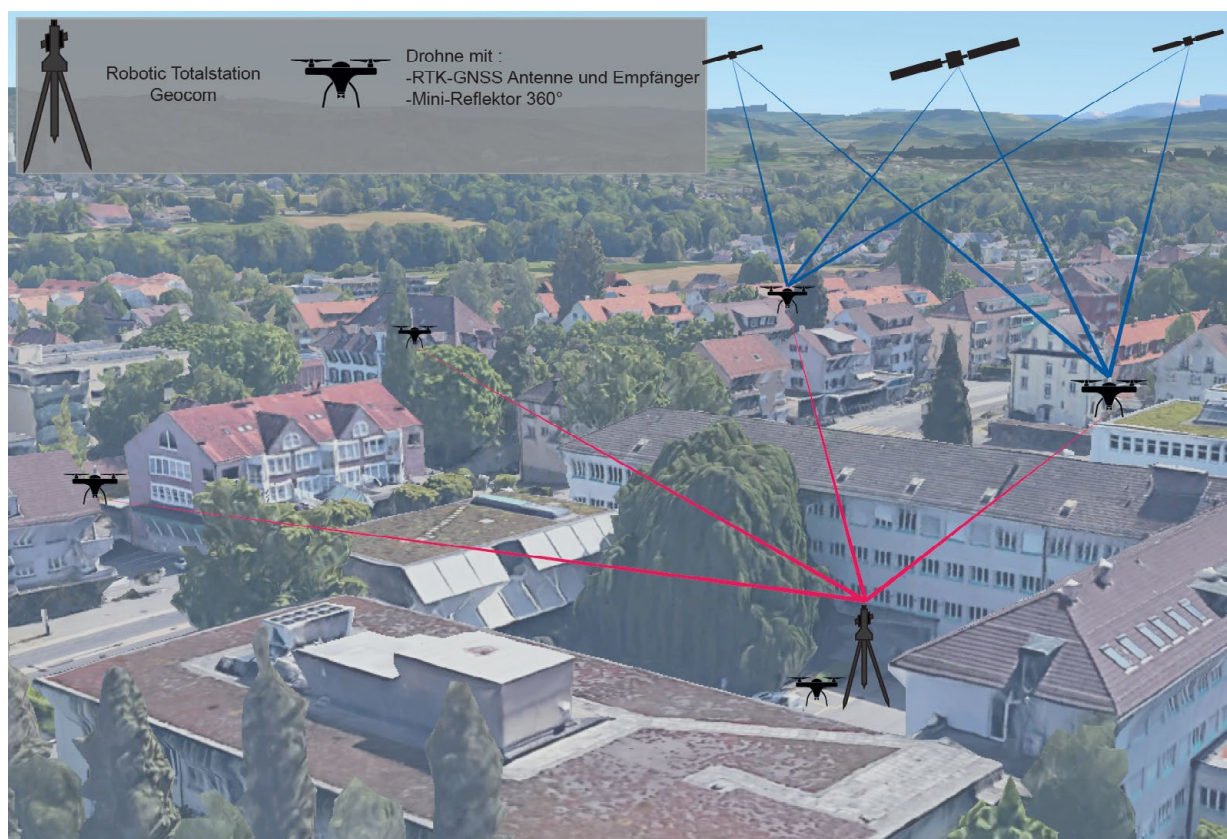 Robotic Totalstation
Geocom
Drohne mit :
-RTK-GNSS Antenne und Empfänger
-Mini-Reflektor 360°